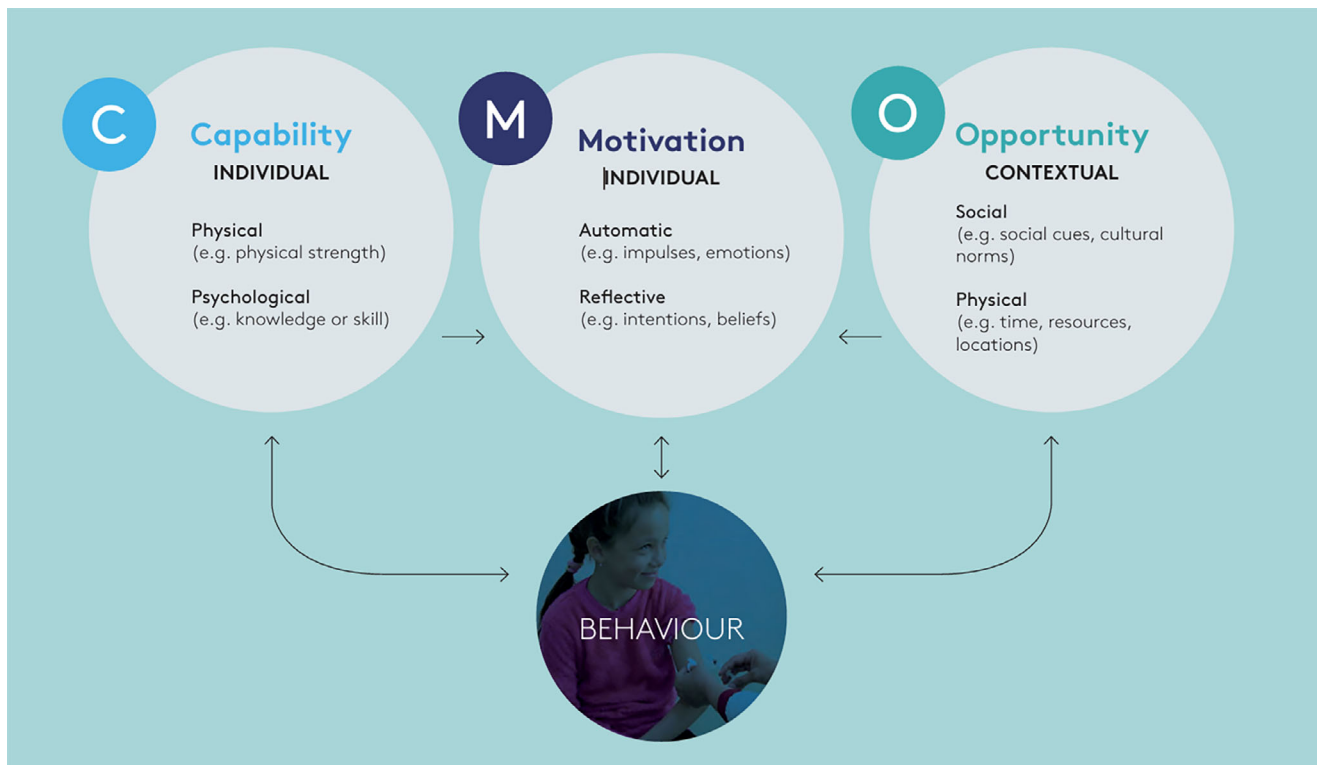 C
Capability
INDIVIDUAL
Physical
(e.g. physical strength)
Psychological
(e.g. knowledge or skill)
M
Motivation
INDIVIDUAL
Automatic
(e.g. impulses, emotions)
Reflective
(e.g. intentions, beliefs)
O
Opportunity
CONTEXTUAL
Social
(e.g. social cues, cultural
norms)
Physical
(e.g. time, resources,
locations)
BEHAVIOUR